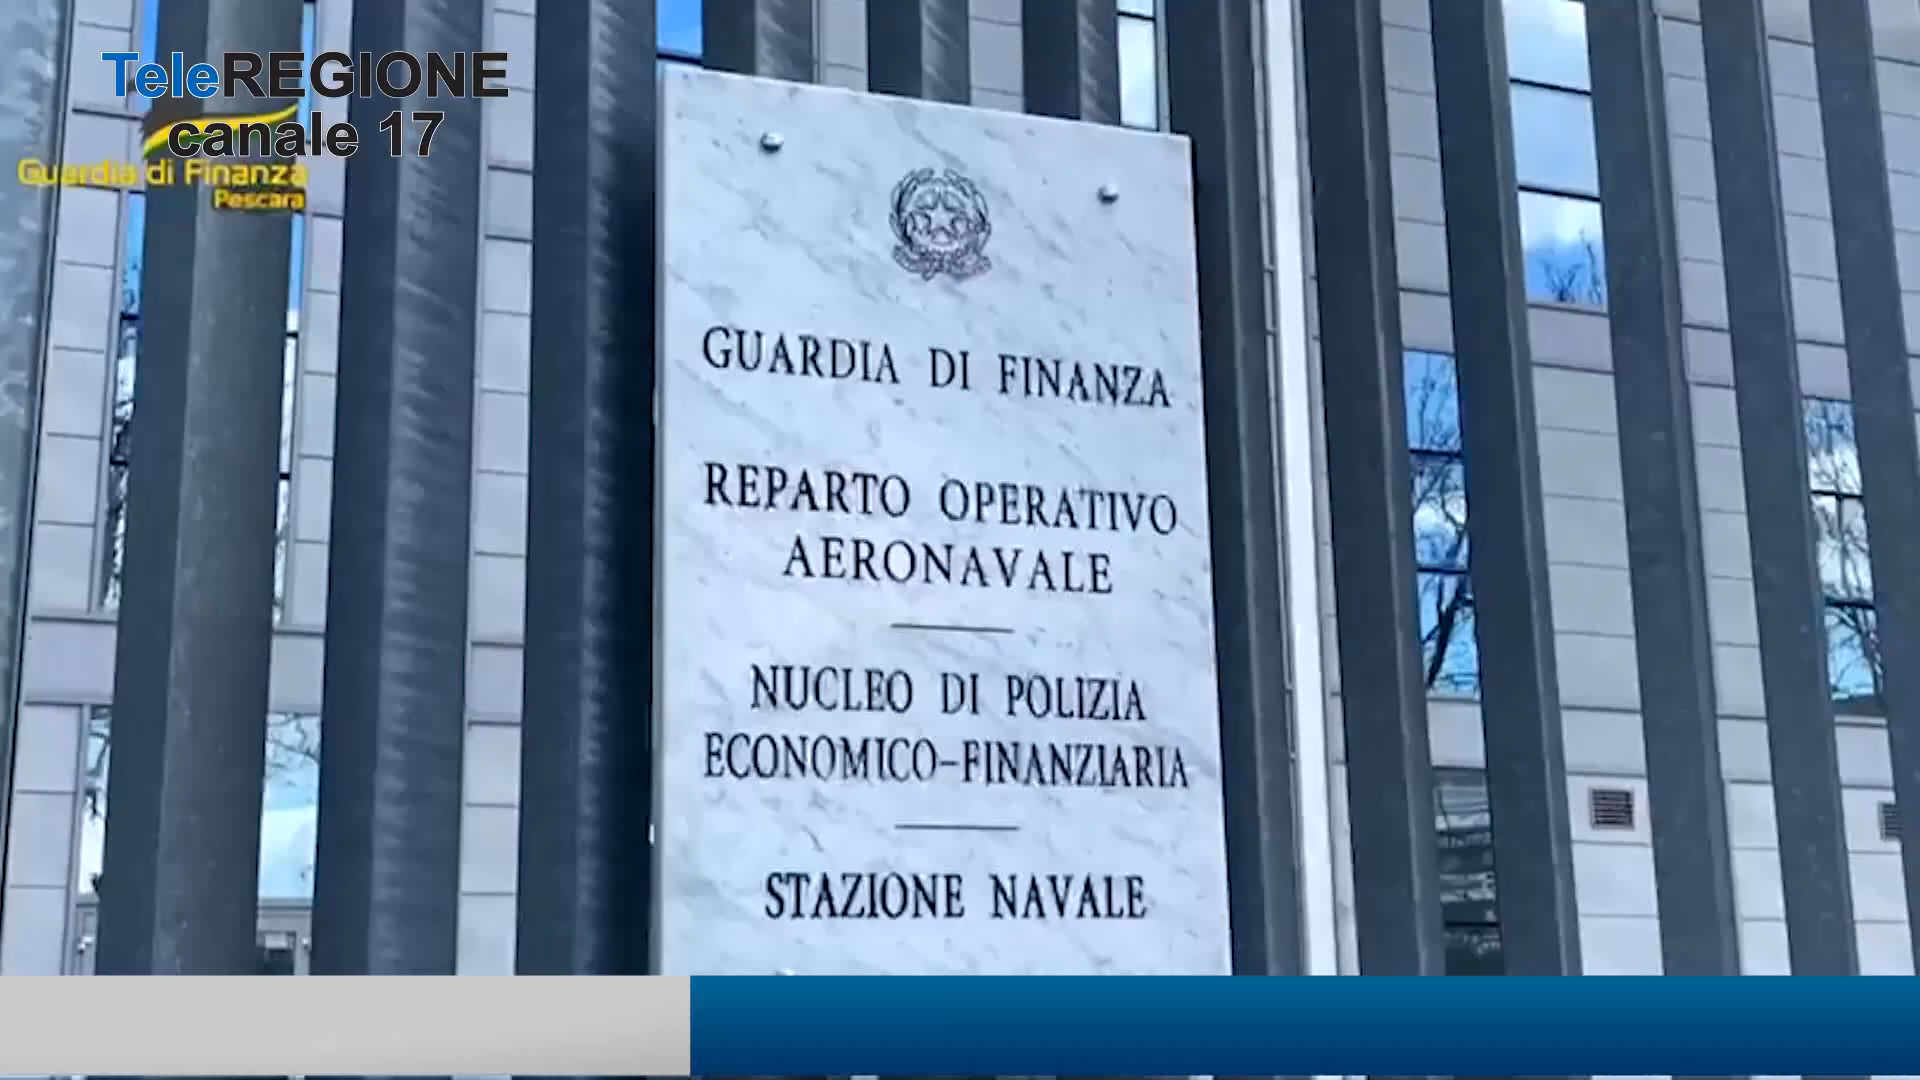 TeleREGIONE
canale 17
Guardia di Finanza
Pescara
GUARDIA DI FINANZA
REPARTO OPERATIVO
AERONAVALE
NUCLEO DI POLIZIA
ECONOMICO-FINANZIARIA
STAZIONE NAVALE